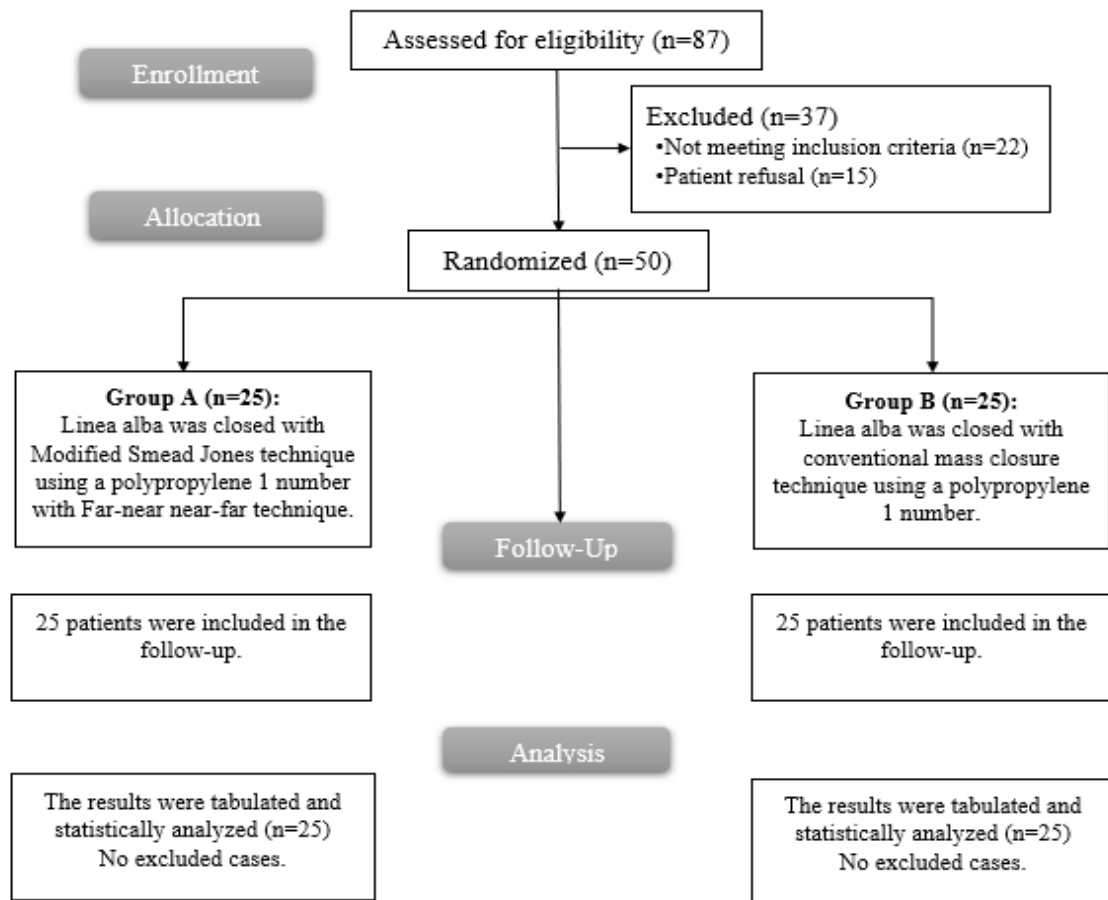 Assessed for eligibility (n=87)
Enrollment
Excluded (n=37)
•Not meeting inclusion criteria (n=22)
•Patient refusal (n=15)
Allocation
Randomized (n=50)
Group A (n=25):
Linea alba was closed with
Modified Smead Jones technique
using a polypropylene 1 number
with Far-near near-far technique.
Group B (n=25):
Linea alba was closed with
conventional mass closure
technique using a polypropylene
1 number.
Follow-Up
25 patients were included in the
follow-up.
25 patients were included in the
follow-up.
Analysis
The results were tabulated and
statistically analyzed (n=25)
No excluded cases.
The results were tabulated and
statistically analyzed (n=25)
No excluded cases.